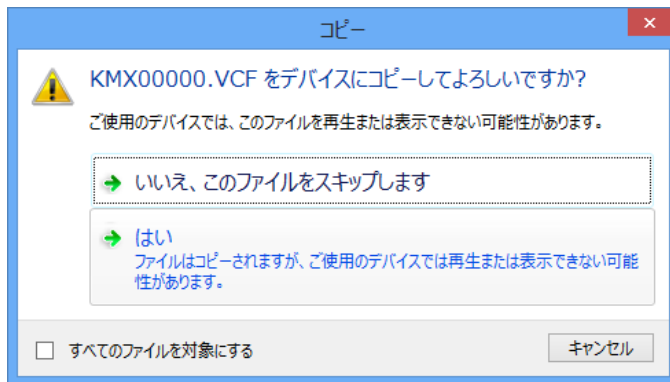 コピー
KMX00000.VCF をデバイスにコピーしてよろしいですか?
ご使用のデバイスでは、このファイルを再生または表示できない可能性があります。
いいえ、このファイルをスキップします
はい
ファイルはコピーされますが、ご使用のデバイスでは再生または表示できない可能
性があります。
すべてのファイルを対象にする
キャンセル